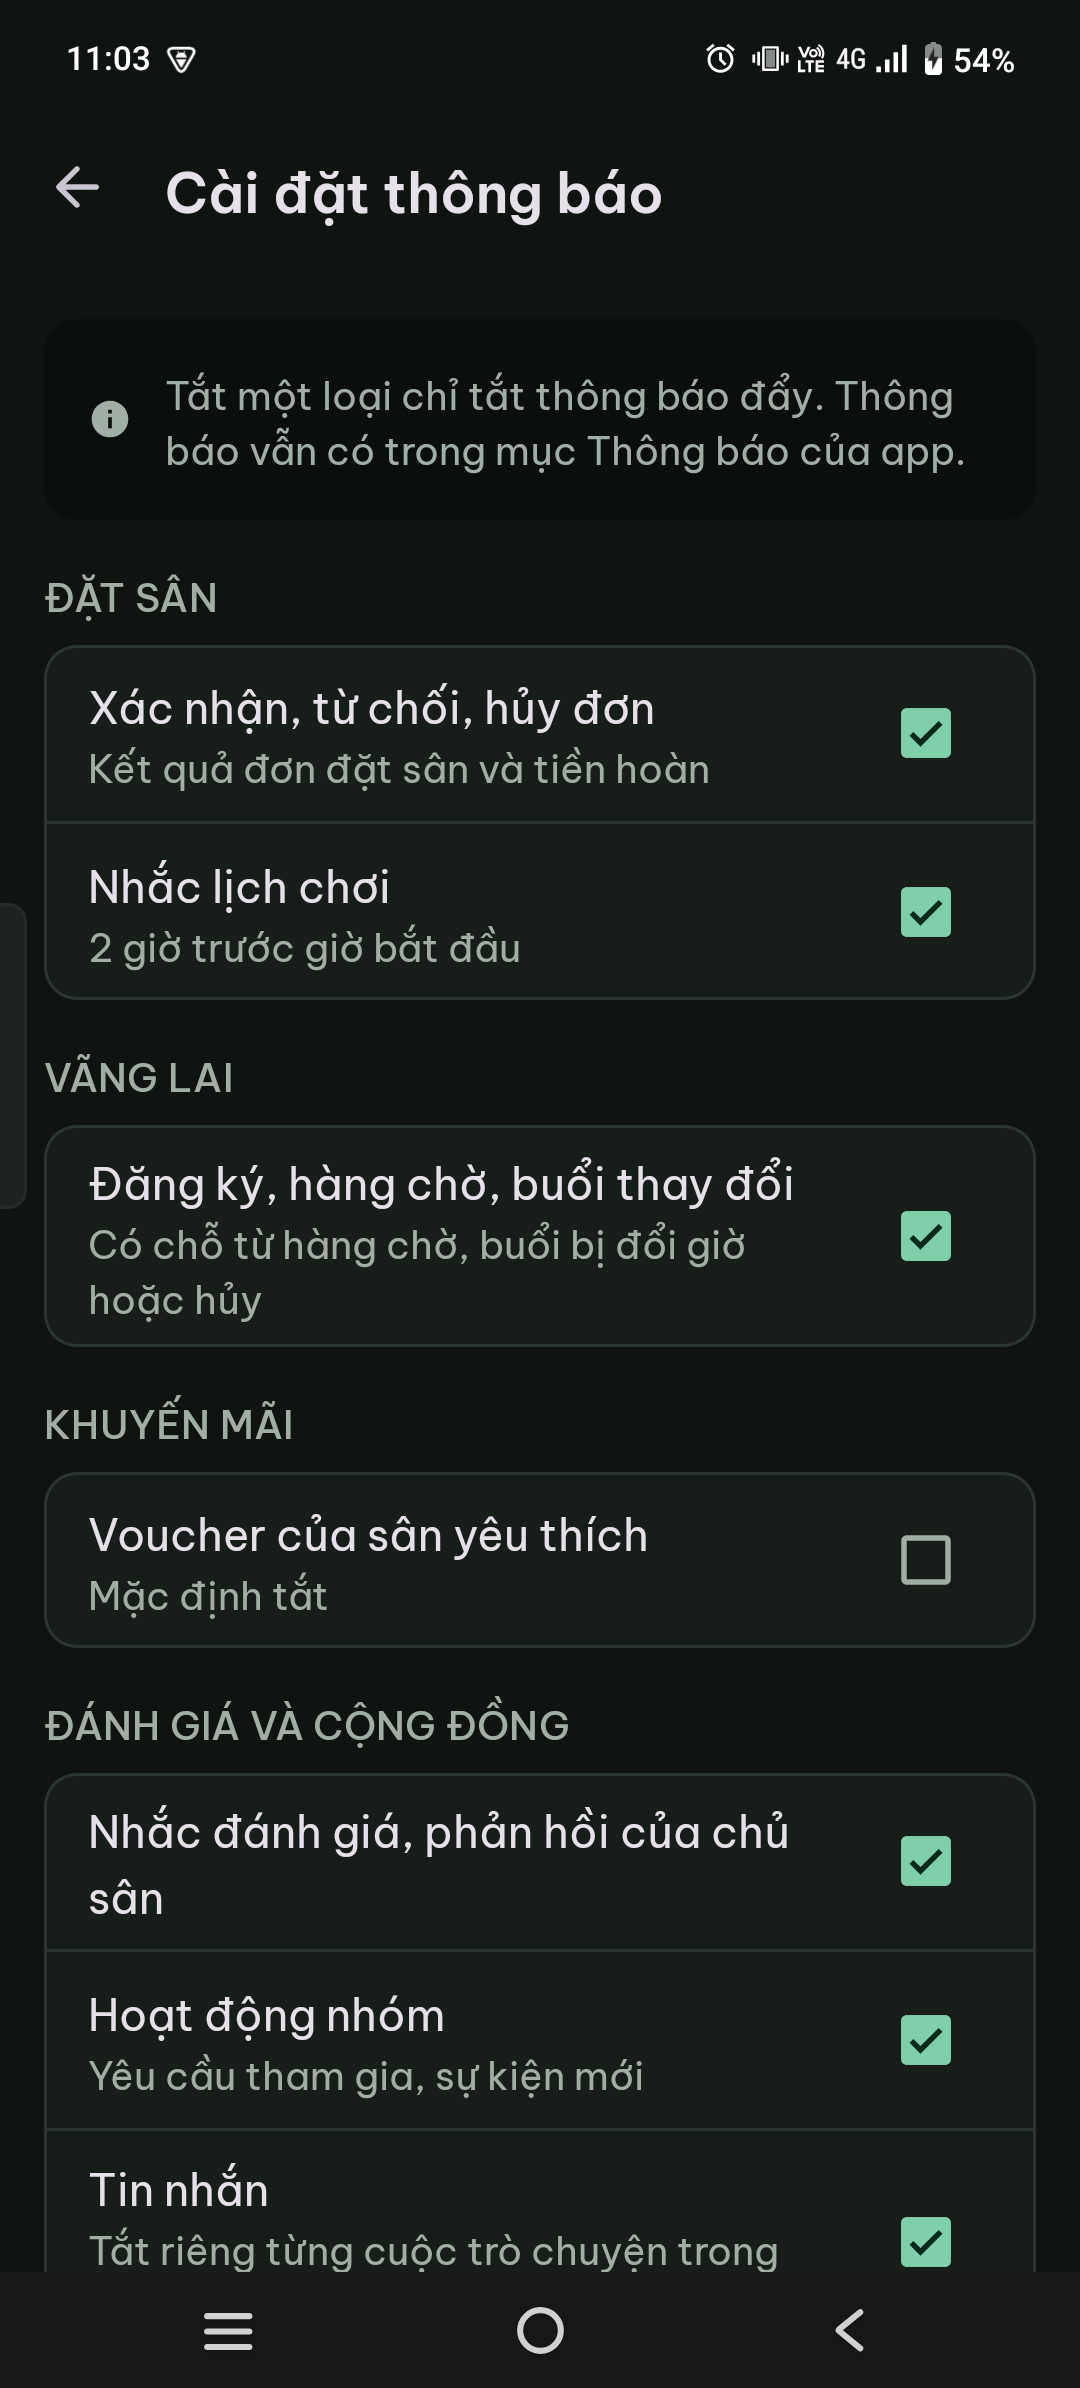 11:03
VoLTE 4G 54%
Cài đặt thông báo
Tắt một loại chỉ tắt thông báo đẩy. Thông
báo vẫn có trong mục Thông báo của app.
ĐẶT SÂN
Xác nhận, từ chối, hủy đơn
Kết quả đơn đặt sân và tiền hoàn
Nhắc lịch chơi
2 giờ trước giờ bắt đầu
VÃNG LAI
Đăng ký, hàng chờ, buổi thay đổi
Có chỗ từ hàng chờ, buổi bị đổi giờ
hoặc hủy
KHUYẾN MÃI
Voucher của sân yêu thích
Mặc định tắt
ĐÁNH GIÁ VÀ CỘNG ĐỒNG
Nhắc đánh giá, phản hồi của chủ
sân
Hoạt động nhóm
Yêu cầu tham gia, sự kiện mới
Tin nhắn
Tắt riêng từng cuộc trò chuyện trong